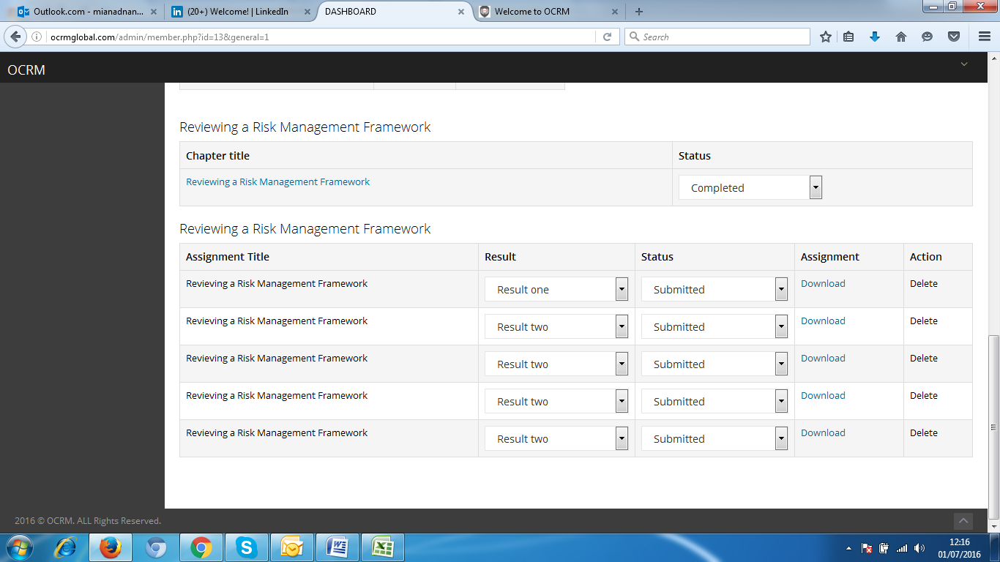 Outlook.com - mianadnan...
(20+) Welcome! | LinkedIn
DASHBOARD
Welcome to OCRM
ocrmglobal.com/admin/member.php?id=13&general=1
Search
OCRM
Reviewing a Risk Management Framework
Chapter title Status
Reviewing a Risk Management Framework Completed
Reviewing a Risk Management Framework
Assignment Title Result Status Assignment Action
Revieving a Risk Management Framework Result one Submitted Download Delete
Revieving a Risk Management Framework Result two Submitted Download Delete
Revieving a Risk Management Framework Result two Submitted Download Delete
Revieving a Risk Management Framework Result two Submitted Download Delete
Revieving a Risk Management Framework Result two Submitted Download Delete
2016 © OCRM. ALL Rights Reserved.
12:16
01/07/2016